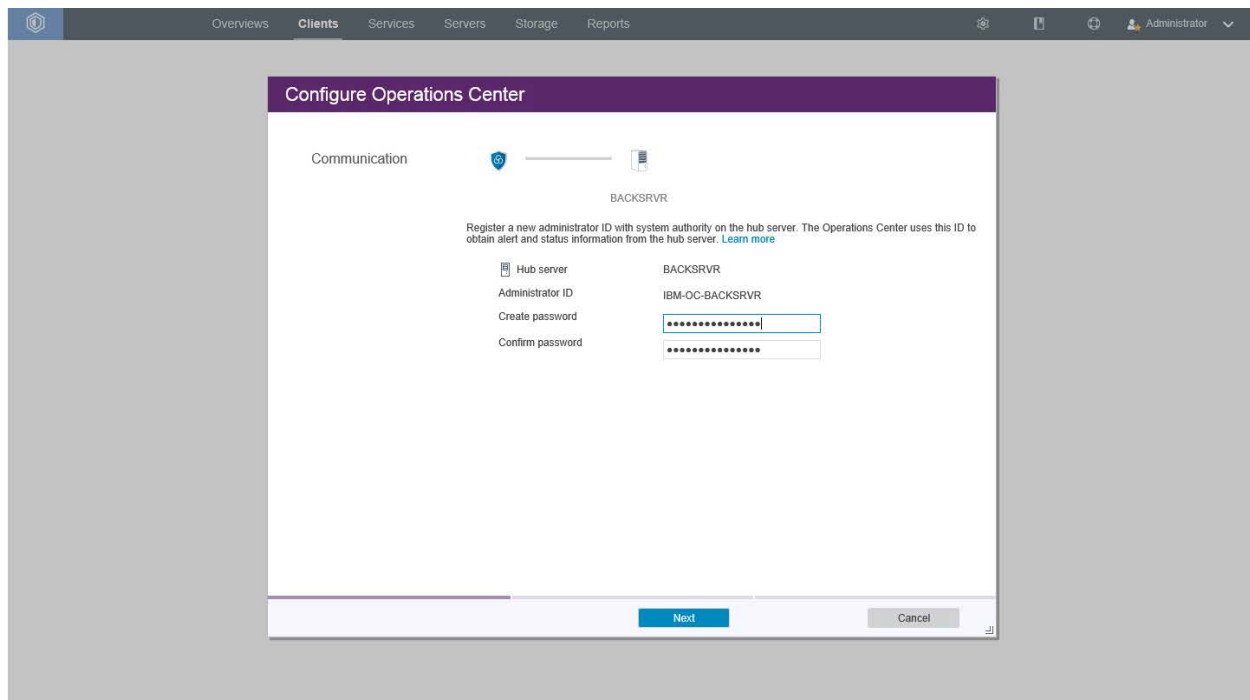 Overviews Clients Services Servers Storage Reports Administrator
Configure Operations Center
Communication
BACKSRVR
Register a new administrator ID with system authority on the hub server. The Operations Center uses this ID to
obtain alert and status information from the hub server. Learn more
Hub server BACKSRVR
Administrator ID IBM-OC-BACKSRVR
Create password •••••••••••••••
Confirm password •••••••••••••••
Next Cancel